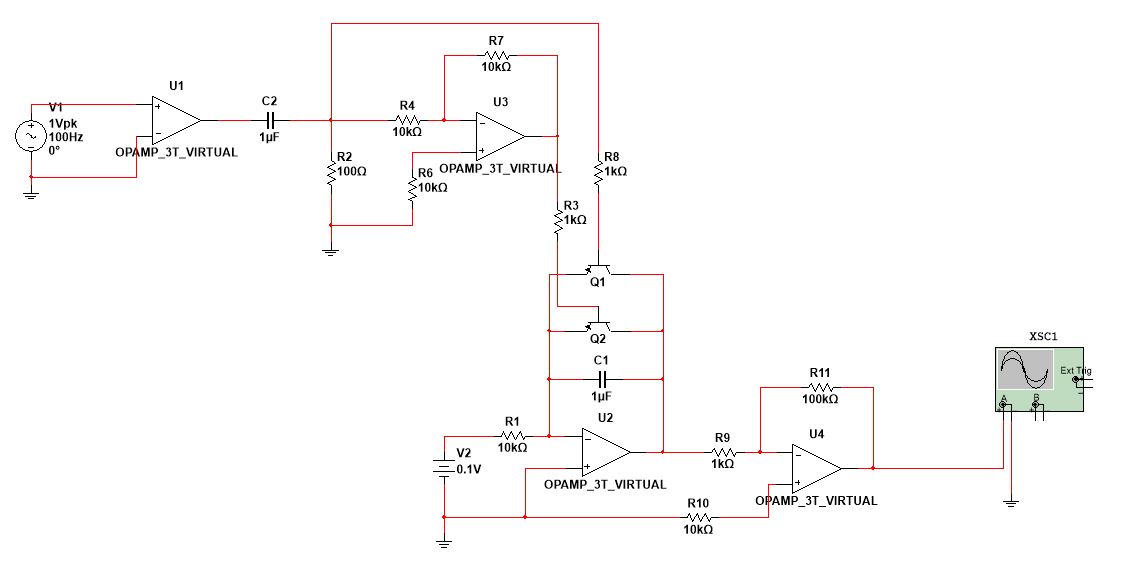 V1
1Vpk
100Hz
0°
U1
+
−
OPAMP_3T_VIRTUAL
C2
1µF
R2
100Ω
R4
10kΩ
R7
10kΩ
U3
−
+
OPAMP_3T_VIRTUAL
R6
10kΩ
R8
1kΩ
R3
1kΩ
Q1
Q2
C1
1µF
R1
10kΩ
V2
0.1V
U2
−
+
OPAMP_3T_VIRTUAL
R9
1kΩ
R10
10kΩ
R11
100kΩ
U4
−
+
OPAMP_3T_VIRTUAL
XSC1
Ext Trig
+
−
A
B
+
−
+
−